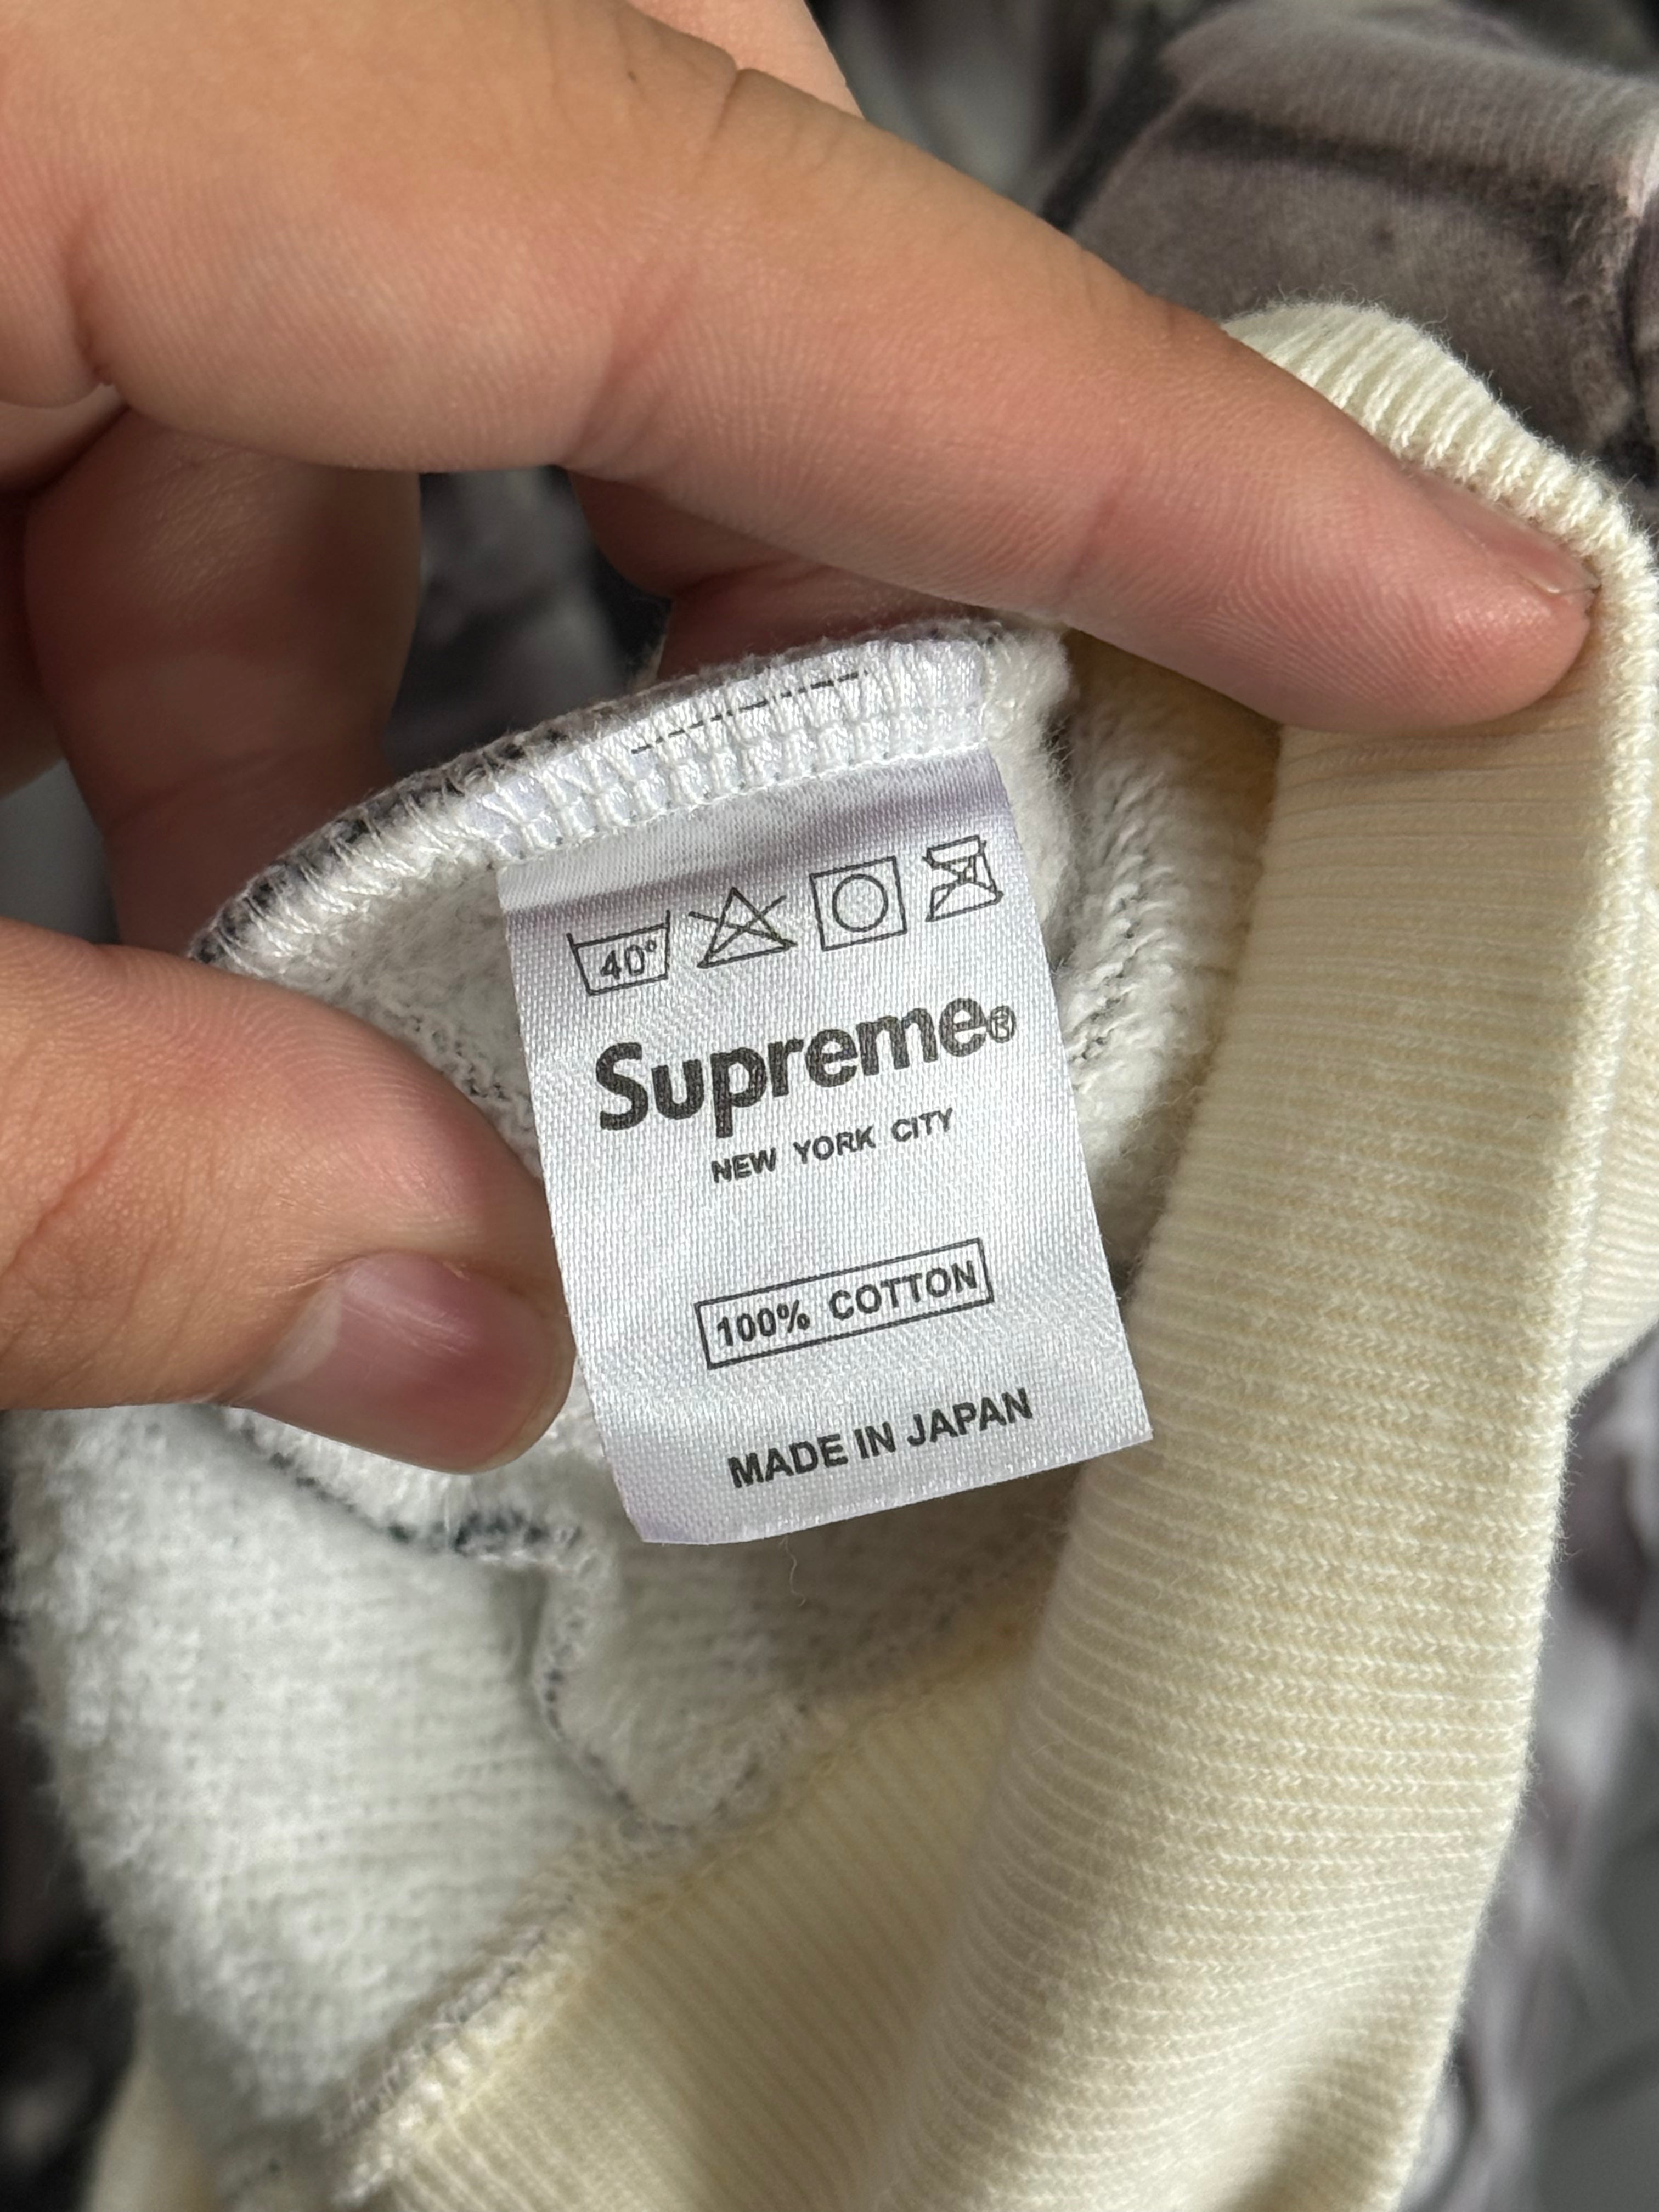 40°
Supreme®
NEW YORK CITY
100% COTTON
MADE IN JAPAN